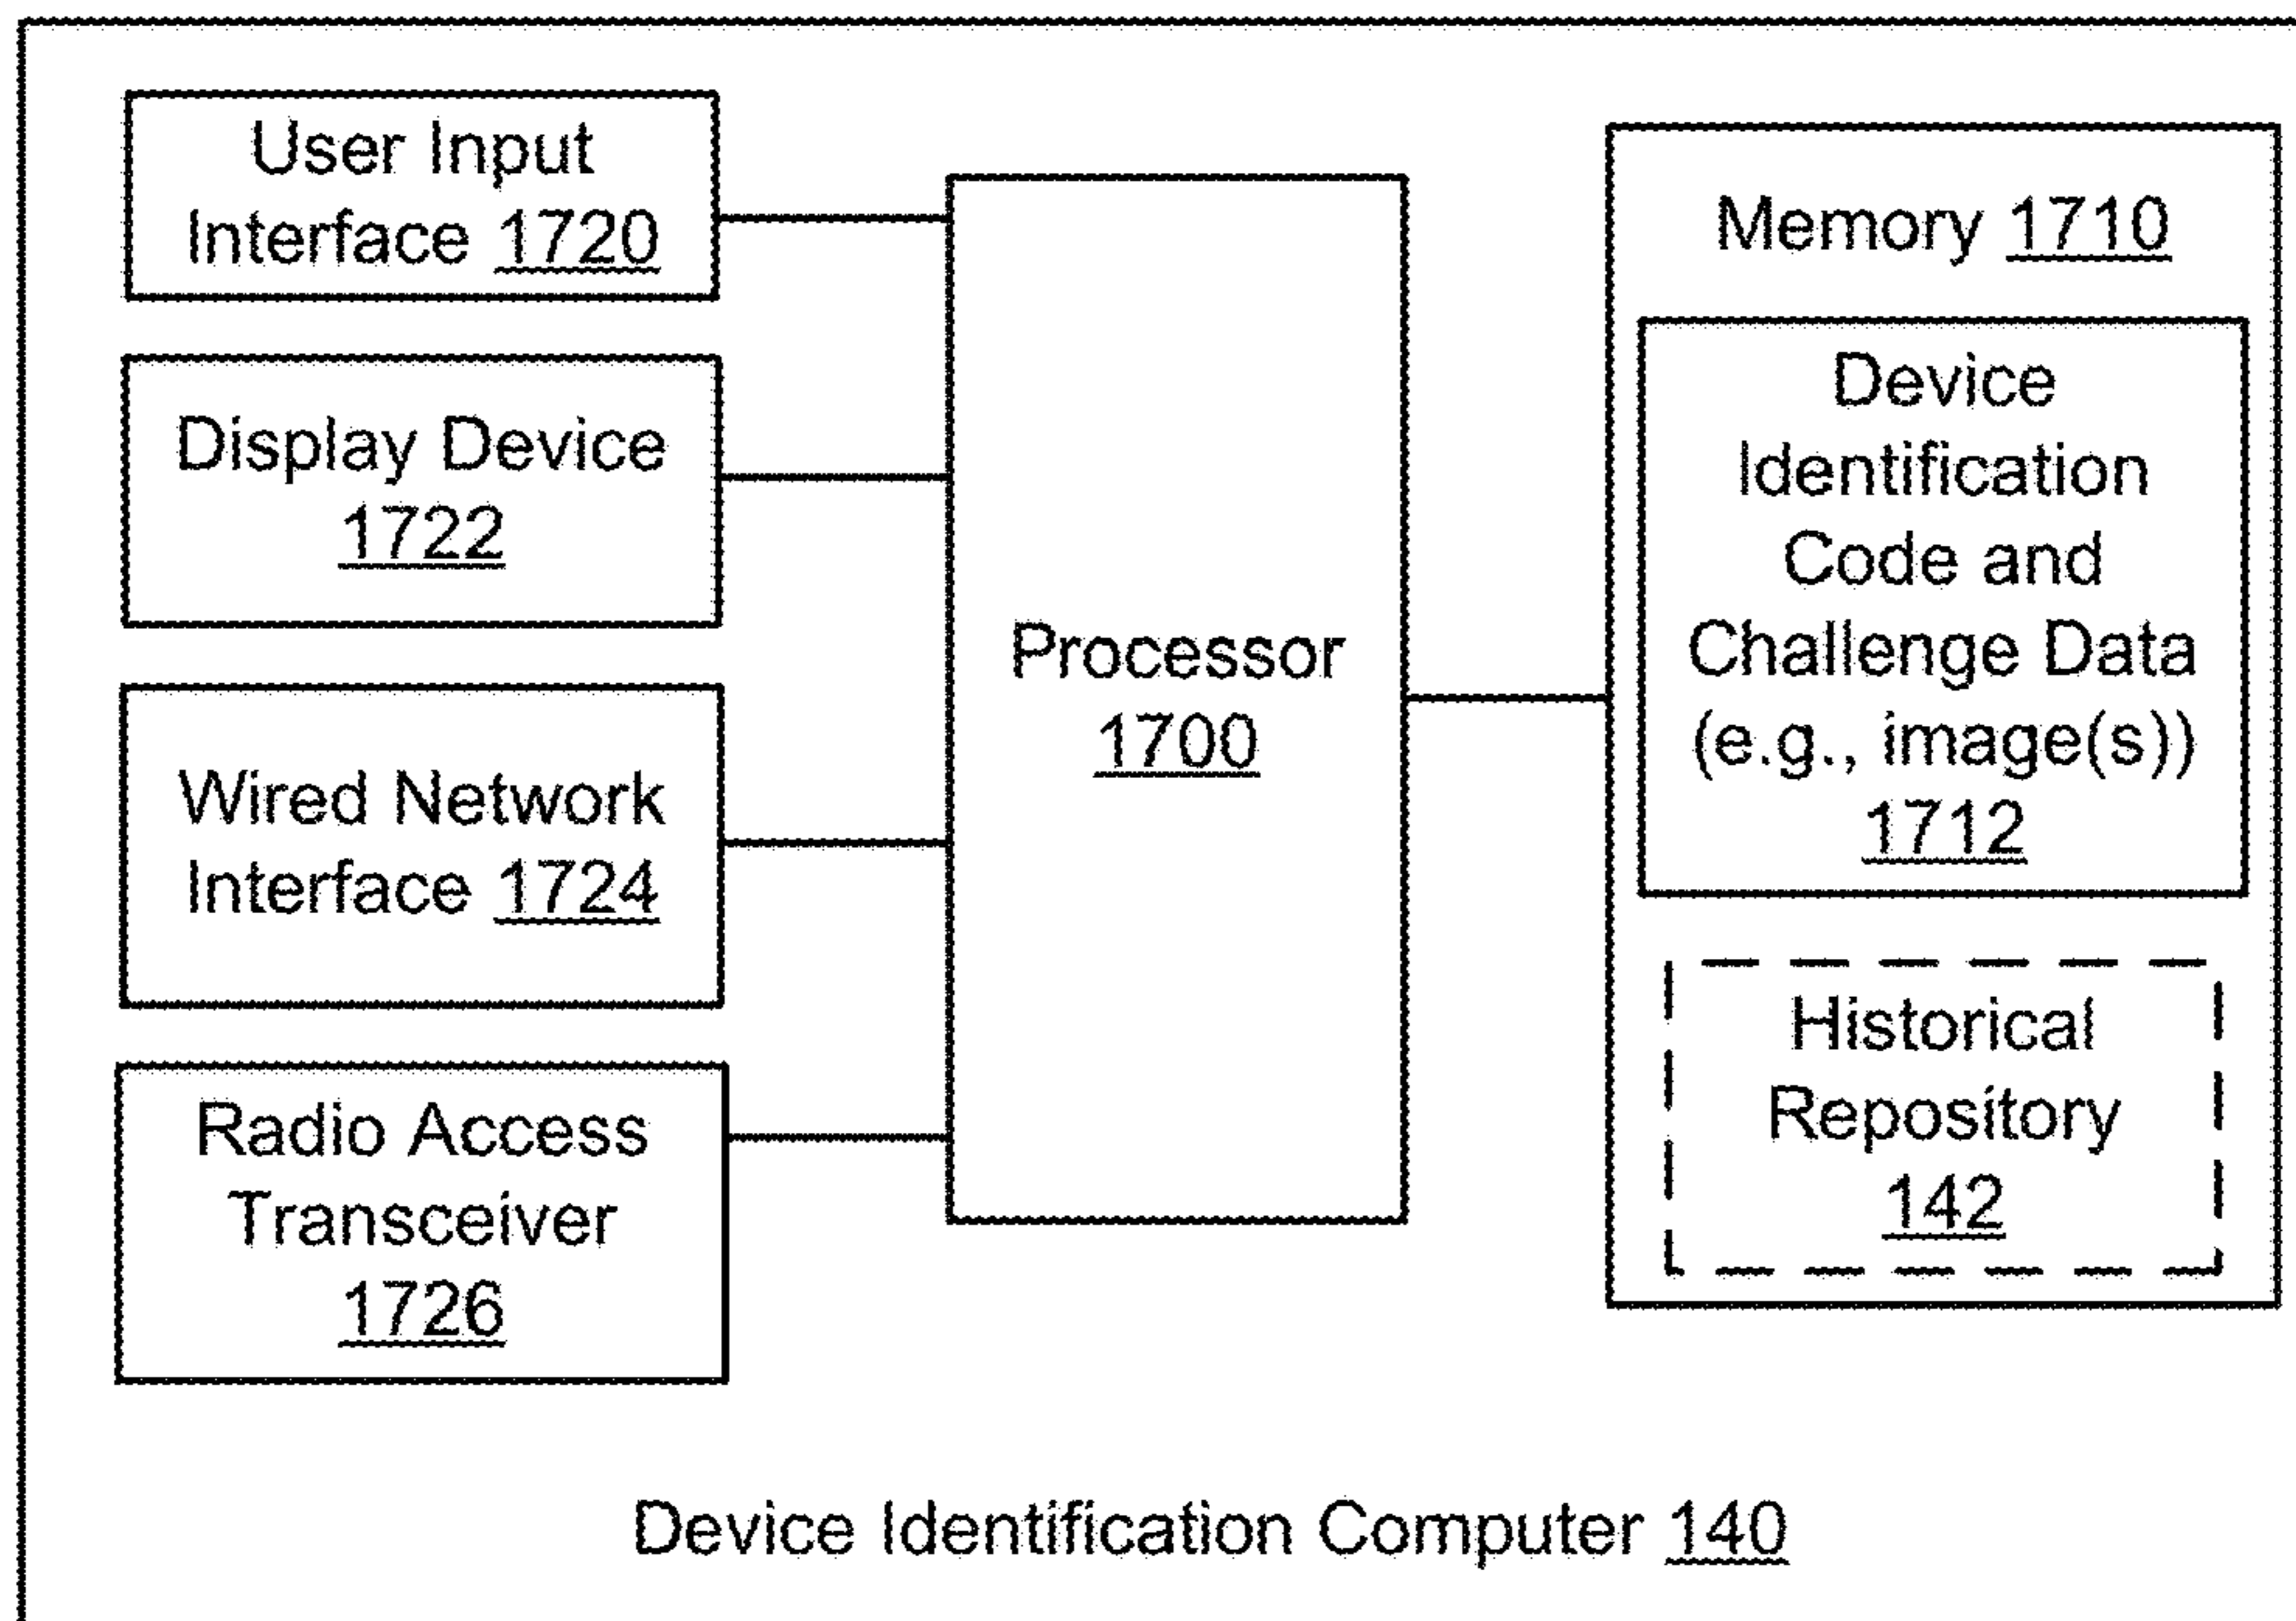 User Input
Interface 1720
Display Device
1722
Wired Network
Interface 1724
Radio Access
Transceiver
1726
Processor
1700
Memory 1710
Device
Identification
Code and
Challenge Data
(e.g., image(s))
1712
Historical
Repository
142
Device Identification Computer 140